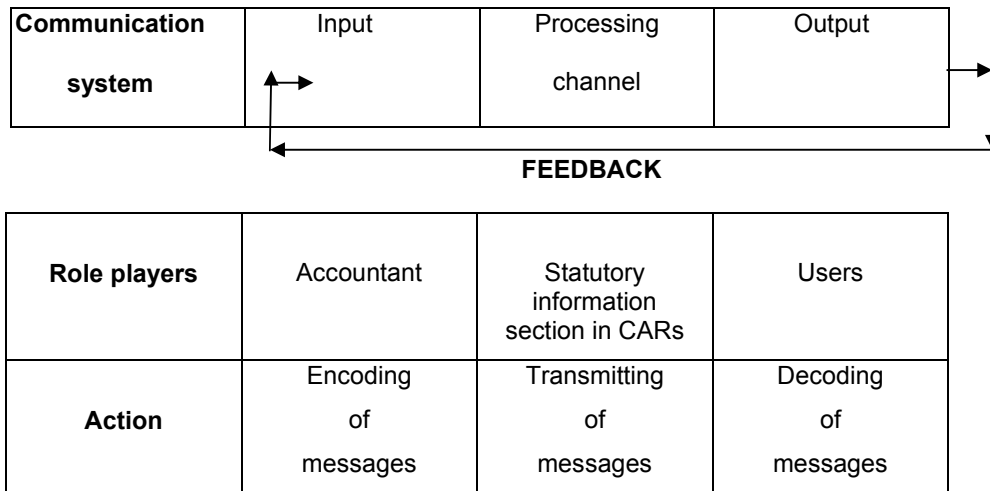 Communication system
Input
Processing channel
Output
FEEDBACK
Role players
Accountant
Statutory information section in CARs
Users
Action
Encoding of messages
Transmitting of messages
Decoding of messages